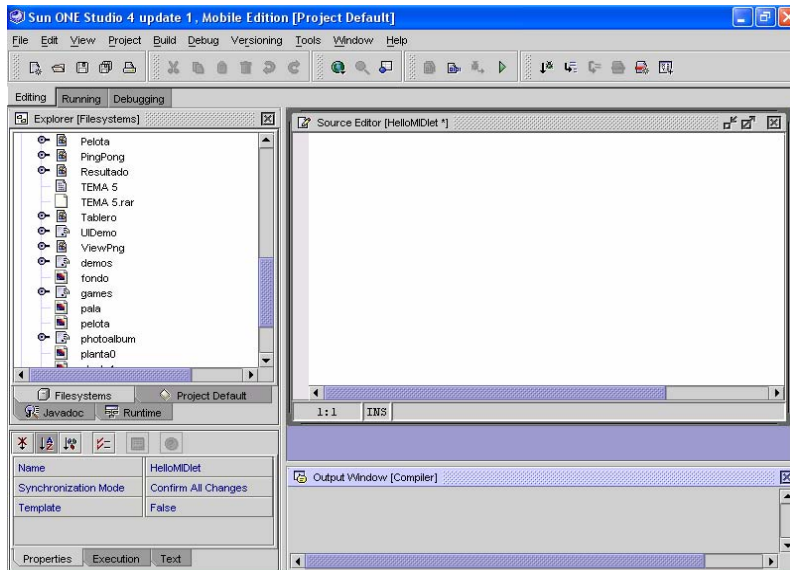 Sun ONE Studio 4 update 1, Mobile Edition [Project Default]
File Edit View Project Build Debug Versioning Tools Window Help
Editing Running Debugging
Explorer [Filesystems]
Pelota
PingPong
Resultado
TEMA 5
TEMA 5.rar
Tablero
UIDemo
ViewPng
demos
fondo
games
pala
pelota
photoalbum
planta0
Filesystems Project Default
Javadoc Runtime
Source Editor [HelloMIDlet *]
1:1 INS
Name HelloMIDlet
Synchronization Mode Confirm All Changes
Template False
Properties Execution Text
Output Window [Compiler]